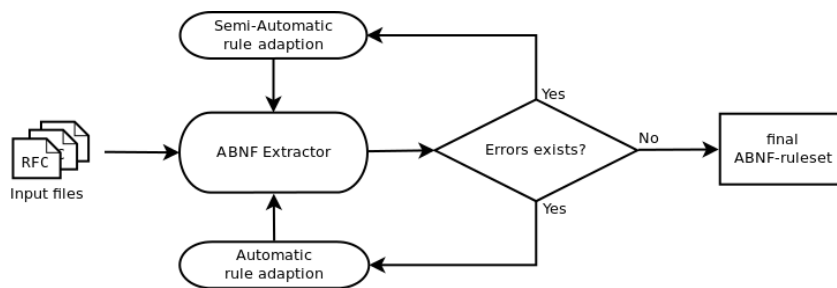 Semi-Automatic
rule adaption
Yes
RFC
C
Input files
ABNF Extractor
Errors exists?
No
final
ABNF-ruleset
Yes
Automatic
rule adaption